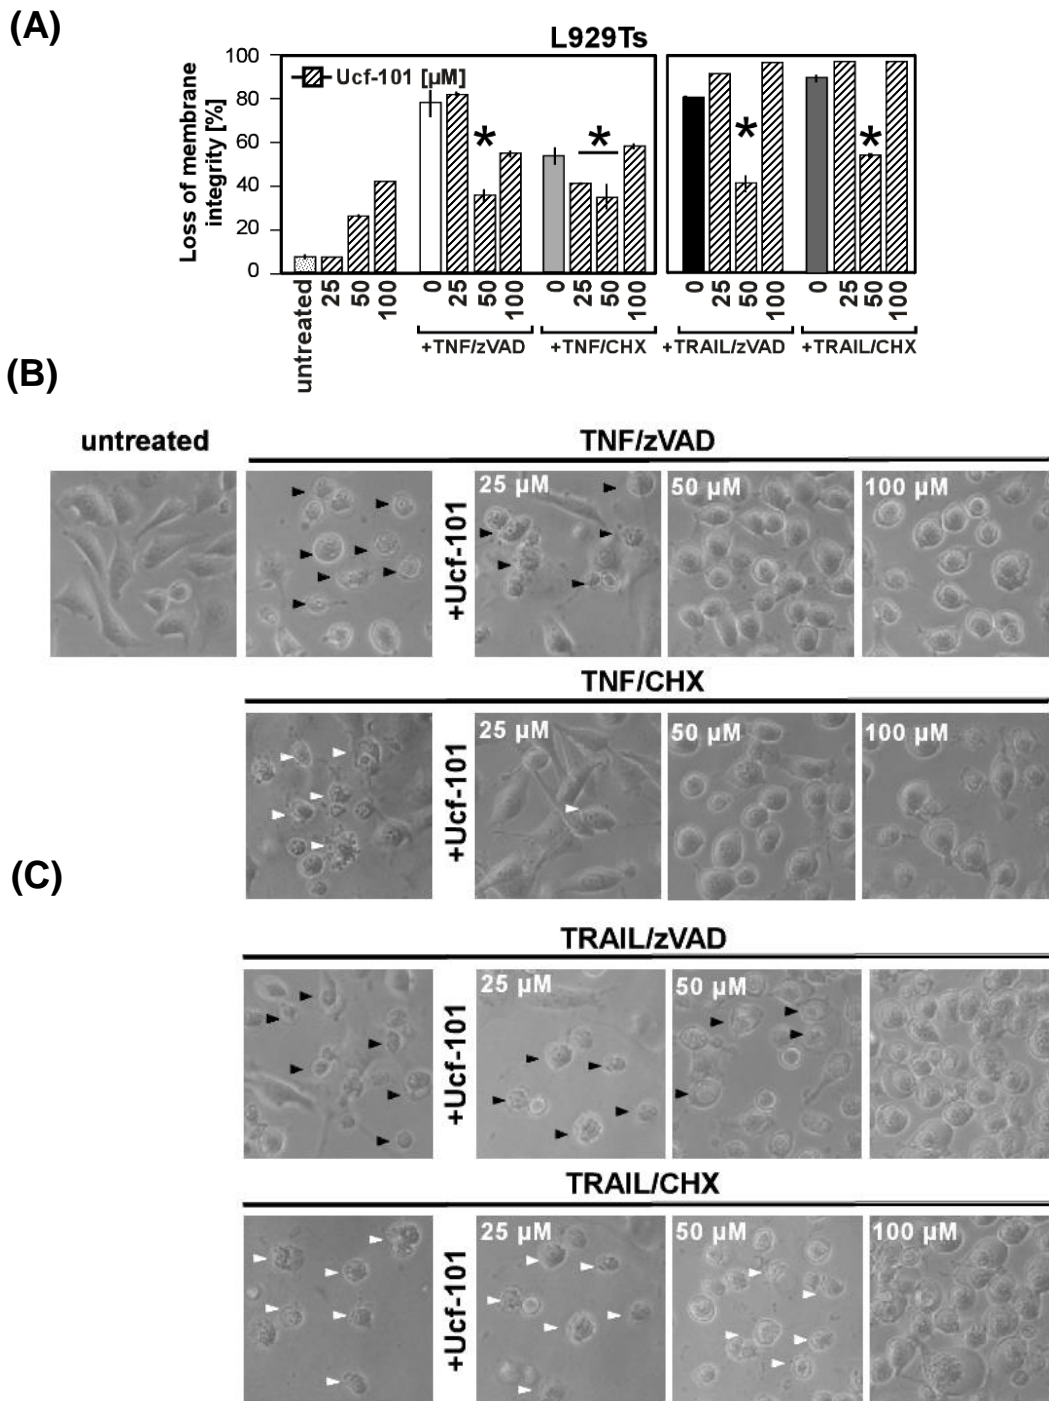 (A)
L929Ts
Ucf-101 [µM]
Loss of membrane
integrity [%]
100
80
60
40
20
0
* * * *
untreated 25 50 100 0 25 50 100 0 25 50 100 0 25 50 100 0 25 50 100
+TNF/zVAD +TNF/CHX +TRAIL/zVAD +TRAIL/CHX
(B)
untreated TNF/zVAD
+Ucf-101
25 µM 50 µM 100 µM
TNF/CHX
+Ucf-101
25 µM 50 µM 100 µM
(C)
TRAIL/zVAD
+Ucf-101
25 µM 50 µM
TRAIL/CHX
+Ucf-101
25 µM 50 µM 100 µM